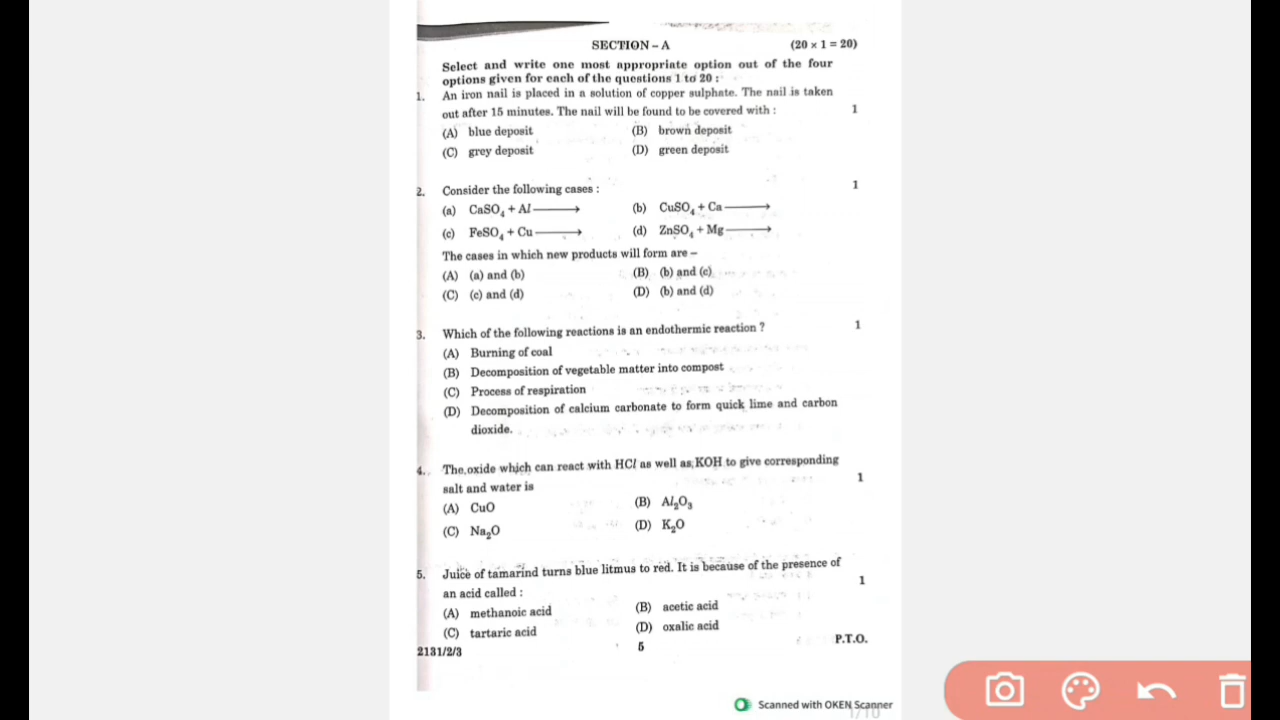 SECTION – A (20 x 1 = 20)
Select and write one most appropriate option out of the four
options given for each of the questions 1 to 20 :
1. An iron nail is placed in a solution of copper sulphate. The nail is taken
out after 15 minutes. The nail will be found to be covered with : 1
(A) blue deposit (B) brown deposit
(C) grey deposit (D) green deposit
2. Consider the following cases : 1
(a) CaSO₄ + Al ⟶ (b) CuSO₄ + Ca ⟶
(c) FeSO₄ + Cu ⟶ (d) ZnSO₄ + Mg ⟶
The cases in which new products will form are –
(A) (a) and (b) (B) (b) and (c)
(C) (c) and (d) (D) (b) and (d)
3. Which of the following reactions is an endothermic reaction ? 1
(A) Burning of coal
(B) Decomposition of vegetable matter into compost
(C) Process of respiration
(D) Decomposition of calcium carbonate to form quick lime and carbon
dioxide.
4. The oxide which can react with HCl as well as KOH to give corresponding
salt and water is 1
(A) CuO (B) Al₂O₃
(C) Na₂O (D) K₂O
5. Juice of tamarind turns blue litmus to red. It is because of the presence of
an acid called : 1
(A) methanoic acid (B) acetic acid
(C) tartaric acid (D) oxalic acid
2131/2/3 5 P.T.O.
Scanned with OKEN Scanner
1/10